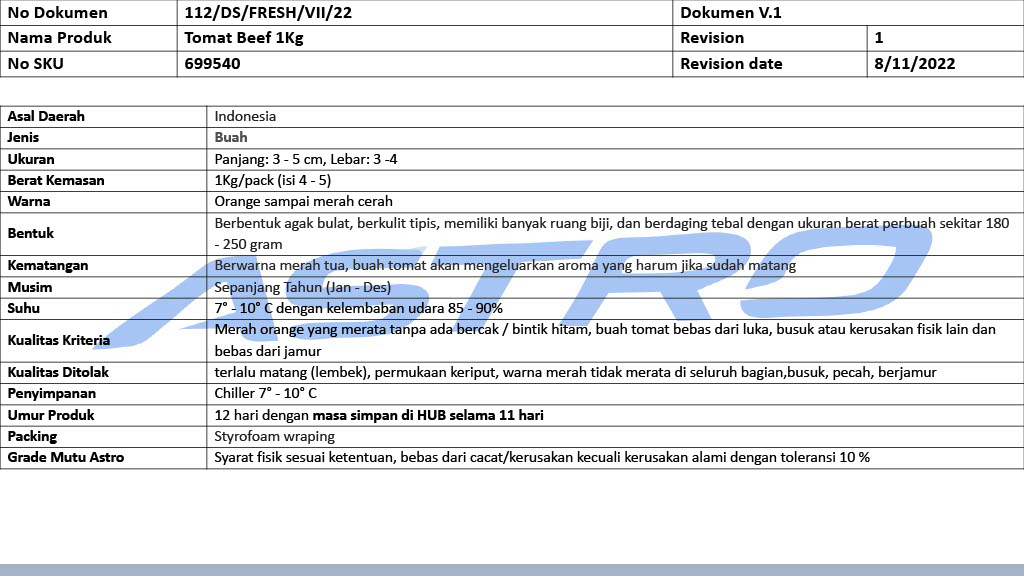 No Dokumen 112/DS/FRESH/VII/22 Dokumen V.1
Nama Produk Tomat Beef 1Kg Revision 1
No SKU 699540 Revision date 8/11/2022
Asal Daerah Indonesia
Jenis Buah
Ukuran Panjang: 3 - 5 cm, Lebar: 3 -4
Berat Kemasan 1Kg/pack (isi 4 - 5)
Warna Orange sampai merah cerah
Bentuk Berbentuk agak bulat, berkulit tipis, memiliki banyak ruang biji, dan berdaging tebal dengan ukuran berat perbuah sekitar 180
- 250 gram
Kematangan Berwarna merah tua, buah tomat akan mengeluarkan aroma yang harum jika sudah matang
Musim Sepanjang Tahun (Jan - Des)
Suhu 7° - 10° C dengan kelembaban udara 85 - 90%
Kualitas Kriteria Merah orange yang merata tanpa ada bercak / bintik hitam, buah tomat bebas dari luka, busuk atau kerusakan fisik lain dan
bebas dari jamur
Kualitas Ditolak terlalu matang (lembek), permukaan keriput, warna merah tidak merata di seluruh bagian,busuk, pecah, berjamur
Penyimpanan Chiller 7° - 10° C
Umur Produk 12 hari dengan masa simpan di HUB selama 11 hari
Packing Styrofoam wraping
Grade Mutu Astro Syarat fisik sesuai ketentuan, bebas dari cacat/kerusakan kecuali kerusakan alami dengan toleransi 10 %
ASTRO